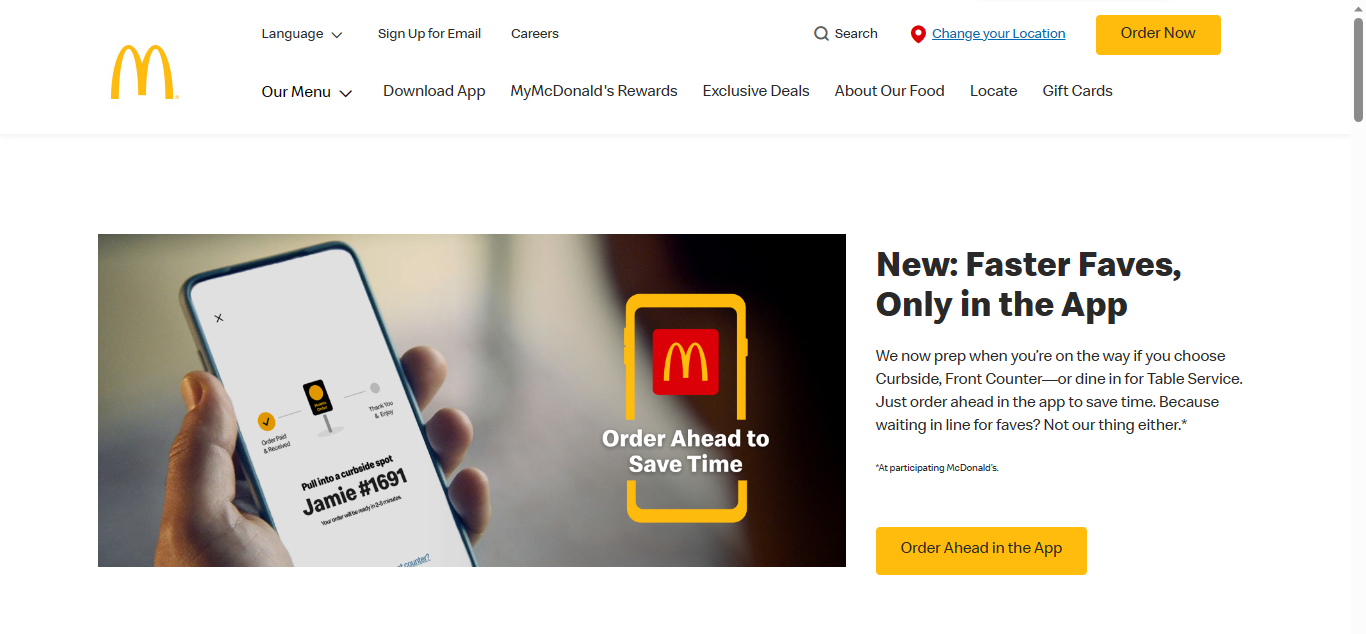 Language
Sign Up for Email
Careers
Search
Change your Location
Order Now
Our Menu
Download App
MyMcDonald's Rewards
Exclusive Deals
About Our Food
Locate
Gift Cards
Order Paid
& Received
Mobile
Order
Thank You
& Enjoy
Pull into a curbside spot
Jamie #1691
Your order will be ready in 2-5 minutes
counter?
Order Ahead to
Save Time
New: Faster Faves,
Only in the App
We now prep when you’re on the way if you choose
Curbside, Front Counter—or dine in for Table Service.
Just order ahead in the app to save time. Because
waiting in line for faves? Not our thing either.*
*At participating McDonald’s.
Order Ahead in the App